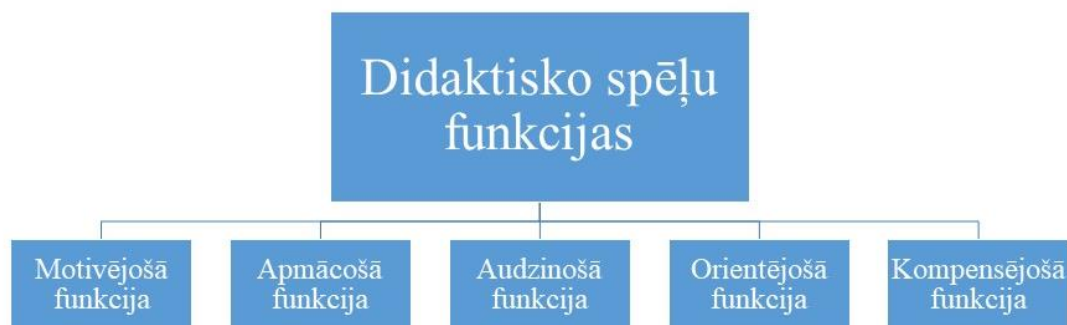 Didaktisko spēļu
funkcijas
Motivējošā
funkcija
Apmācošā
funkcija
Audzinošā
funkcija
Orientējošā
funkcija
Kompensējošā
funkcija